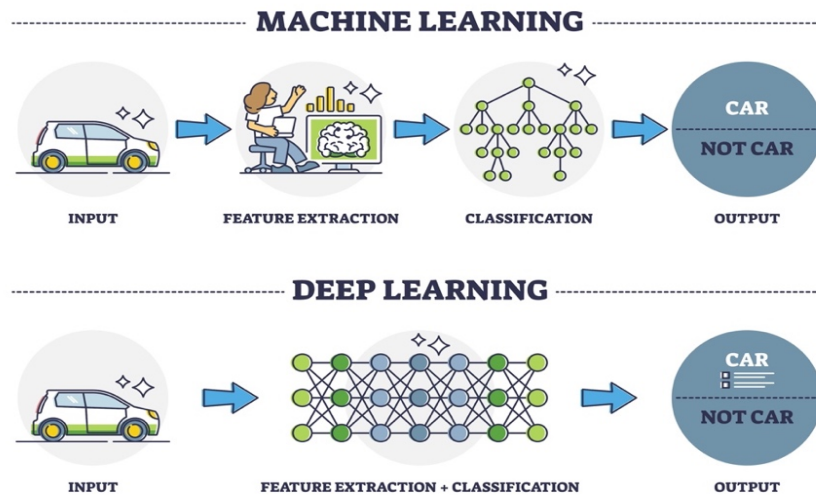 MACHINE LEARNING
CAR
NOT CAR
INPUT
FEATURE EXTRACTION
CLASSIFICATION
OUTPUT
DEEP LEARNING
CAR
NOT CAR
INPUT
FEATURE EXTRACTION + CLASSIFICATION
OUTPUT